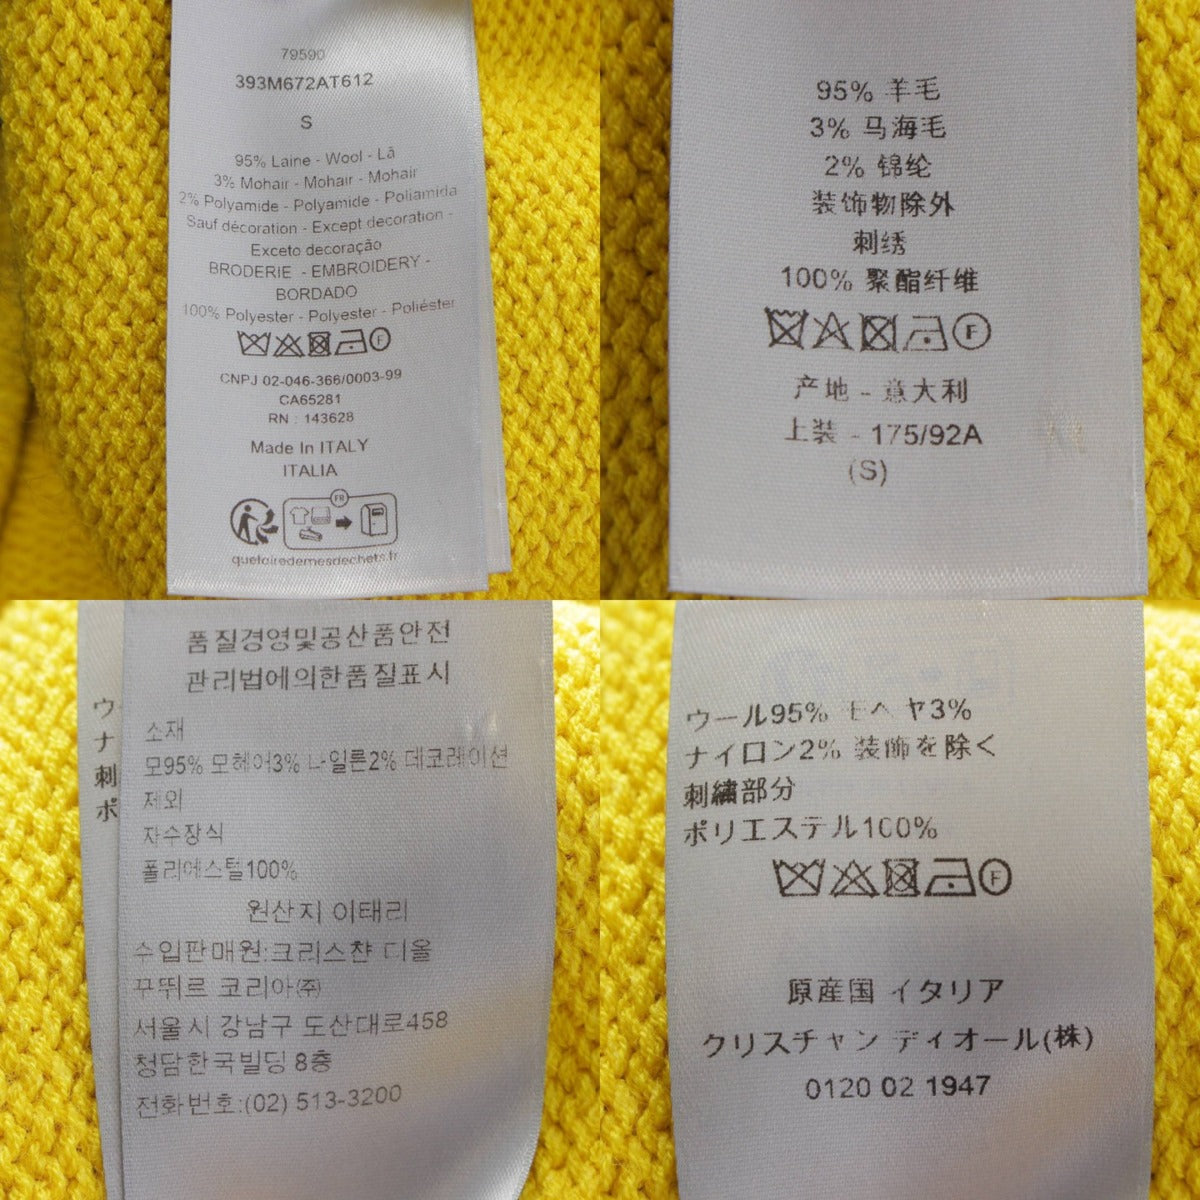 79590
393M672AT612
S
95% Laine - Wool - Lã
3% Mohair - Mohair - Mohair
2% Polyamide - Polyamide - Poliamida
Sauf décoration - Except decoration -
Exceto decoração
BRODERIE - EMBROIDERY -
BORDADO
100% Polyester - Polyester - Poliéster
F
CNPJ 02-046-366/0003-99
CA65281
RN : 143628
Made In ITALY
ITALIA
FR
quefairedemesdechets.fr
95% 羊毛
3% 马海毛
2% 锦纶
装饰物除外
刺绣
100% 聚酯纤维
F
产地 - 意大利
上装 - 175/92A
(S)
품질경영및공산품안전
관리법에의한품질표시
소재
모95% 모헤어3% 나일론2% 데코레이션
제외
자수장식
폴리에스텔100%
원산지 이태리
수입판매원:크리스챤 디올
꾸뛰르 코리아㈜
서울시 강남구 도산대로458
청담한국빌딩 8층
전화번호:(02) 513-3200
ウ
ナ
刺
ポ
ウール95% モヘヤ3%
ナイロン2% 装飾を除く
刺繍部分
ポリエステル100%
F
原産国 イタリア
クリスチャン ディオール(株)
0120 02 1947